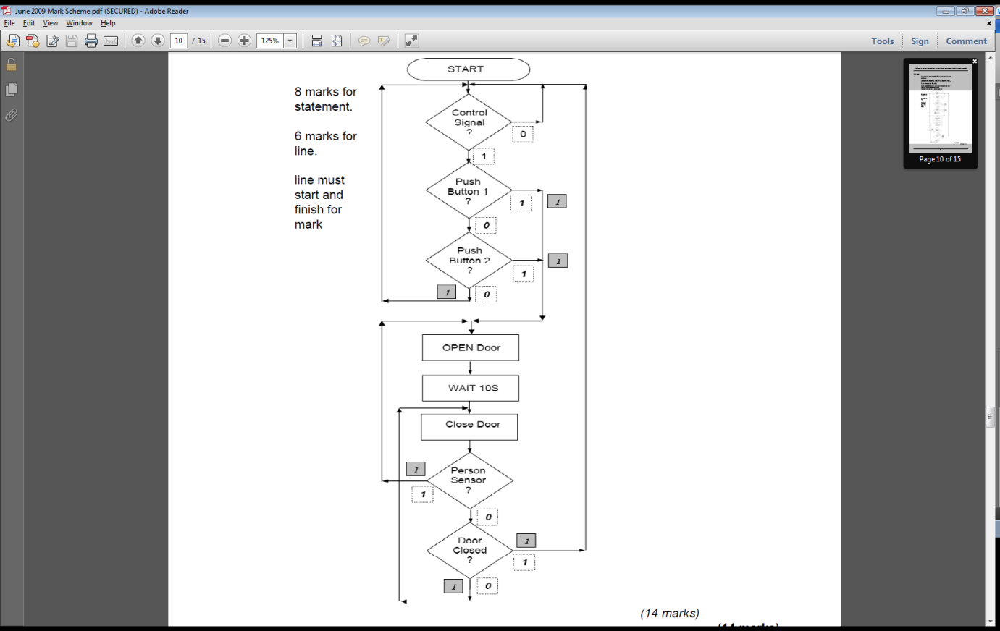 June 2009 Mark Scheme.pdf (SECURED) - Adobe Reader
File Edit View Window Help
10 / 15 125% Tools Sign Comment
START
8 marks for
statement.
6 marks for
line.
line must
start and
finish for
mark
Control
Signal
?
0
1
Push
Button 1
?
1
1
0
Push
Button 2
?
1
1
1
0
OPEN Door
WAIT 10S
Close Door
Person
Sensor
?
1
1
0
Door
Closed
?
1
1
1
0
(14 marks)
Page 10 of 15